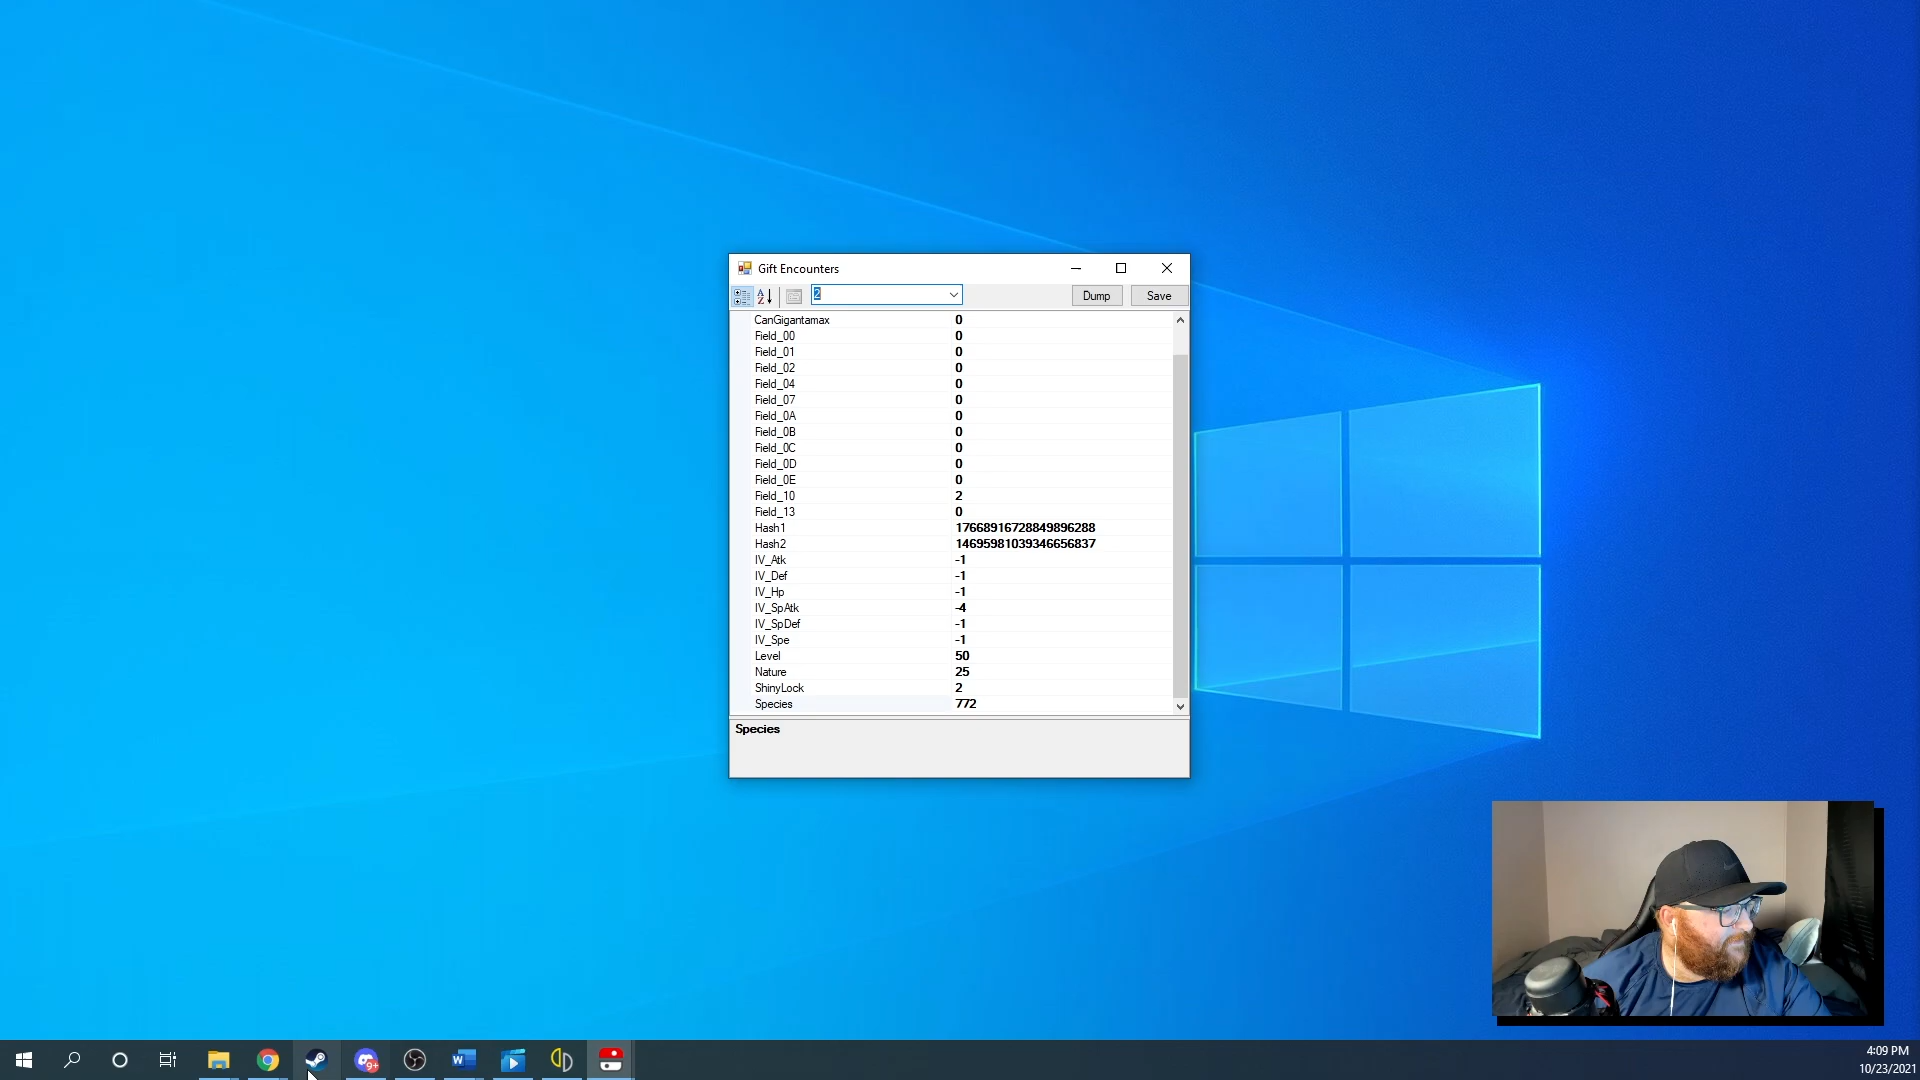 Gift Encounters
2
Dump
Save
CanGigantamax 0
Field_00 0
Field_01 0
Field_02 0
Field_04 0
Field_07 0
Field_0A 0
Field_0B 0
Field_0C 0
Field_0D 0
Field_0E 0
Field_10 2
Field_13 0
Hash1 17668916728849896288
Hash2 14695981039346656837
IV_Atk -1
IV_Def -1
IV_Hp -1
IV_SpAtk -4
IV_SpDef -1
IV_Spe -1
Level 50
Nature 25
ShinyLock 2
Species 772
Species
9+
W
4:09 PM
10/23/2021